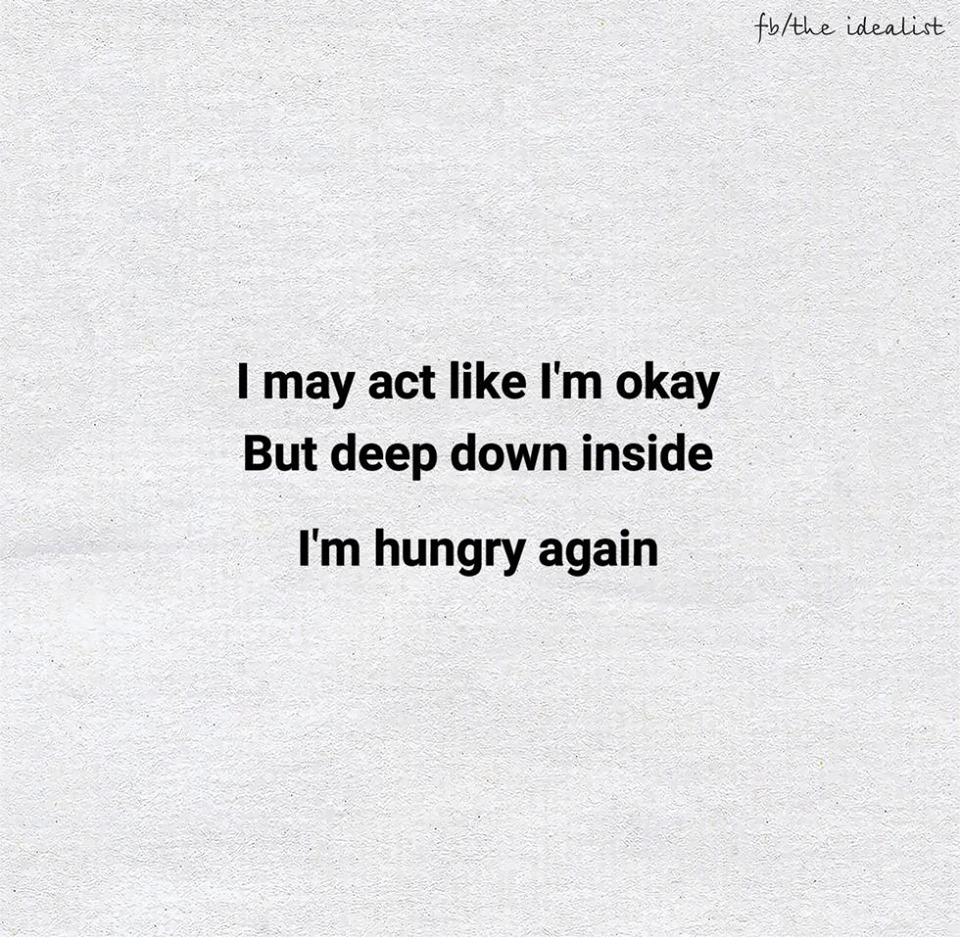 fb/the idealist
I may act like I'm okay
But deep down inside
I'm hungry again